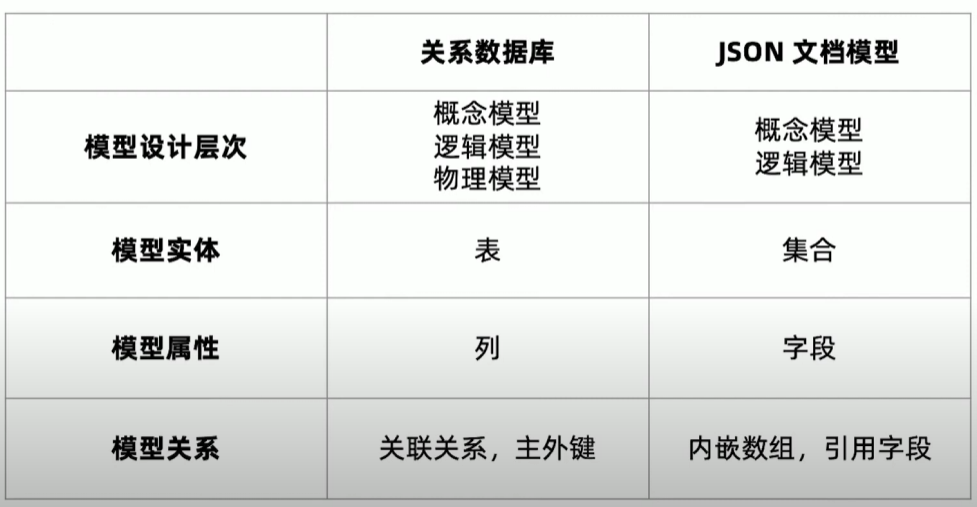 关系数据库
JSON 文档模型
模型设计层次
概念模型
逻辑模型
物理模型
概念模型
逻辑模型
模型实体
表
集合
模型属性
列
字段
模型关系
关联关系，主外键
内嵌数组，引用字段